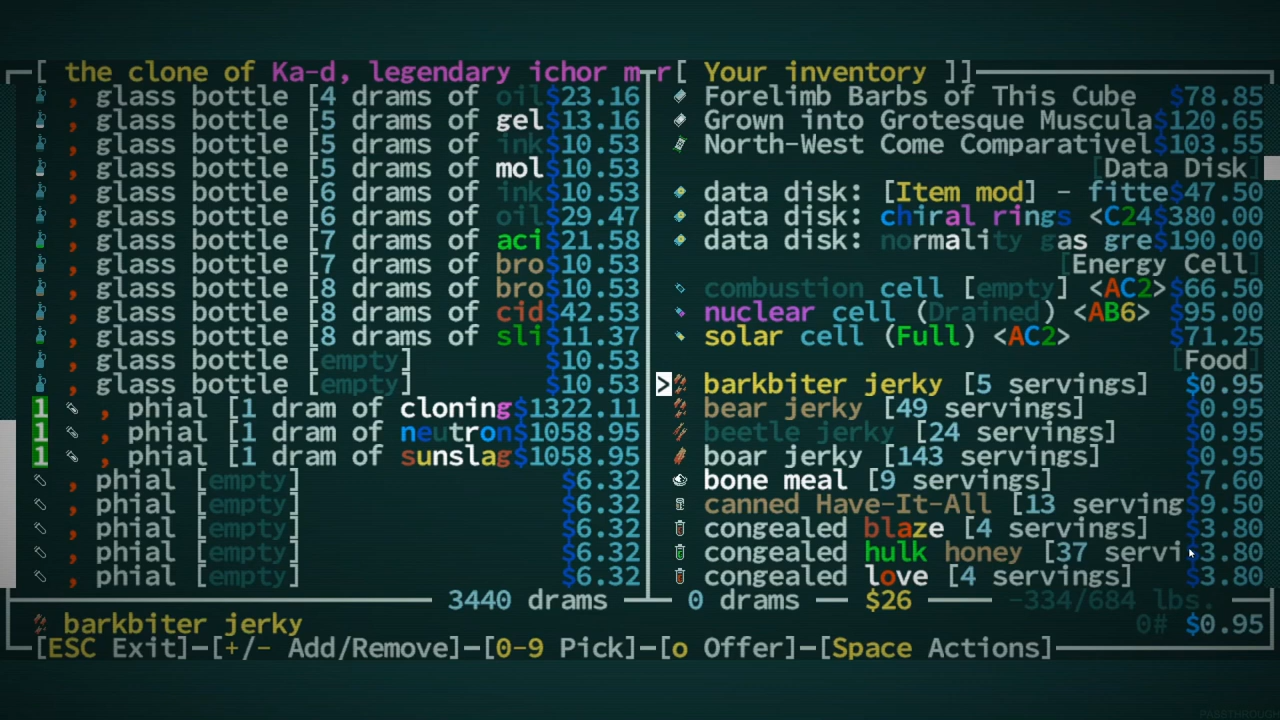 [ the clone of Ka-d, legendary ichor m r[ Your inventory ]]
, glass bottle [4 drams of oil $23.16
, glass bottle [5 drams of gel $13.16
, glass bottle [5 drams of ink $10.53
, glass bottle [5 drams of mol $10.53
, glass bottle [6 drams of ink $10.53
, glass bottle [6 drams of oil $29.47
, glass bottle [7 drams of aci $21.58
, glass bottle [7 drams of bro $10.53
, glass bottle [8 drams of bro $10.53
, glass bottle [8 drams of cid $42.53
, glass bottle [8 drams of sli $11.37
, glass bottle [empty] $10.53
, glass bottle [empty] $10.53
1 , phial [1 dram of cloning $1322.11
1 , phial [1 dram of neutron $1058.95
1 , phial [1 dram of sunslag $1058.95
, phial [empty] $6.32
, phial [empty] $6.32
, phial [empty] $6.32
, phial [empty] $6.32
, phial [empty] $6.32
Forelimb Barbs of This Cube $78.85
Grown into Grotesque Muscula $120.65
North-West Come Comparativel $103.55
[Data Disk]
data disk: [Item mod] - fitte $47.50
data disk: chiral rings <C24 $380.00
data disk: normality gas gre $190.00
[Energy Cell]
combustion cell [empty] <AC2> $66.50
nuclear cell (Drained) <AB6> $95.00
solar cell (Full) <AC2> $71.25
[Food]
> barkbiter jerky [5 servings] $0.95
bear jerky [49 servings] $0.95
beetle jerky [24 servings] $0.95
boar jerky [143 servings] $0.95
bone meal [9 servings] $7.60
canned Have-It-All [13 serving $9.50
congealed blaze [4 servings] $3.80
congealed hulk honey [37 servi $3.80
congealed love [4 servings] $3.80
3440 drams 0 drams $26 -334/684 lbs.
barkbiter jerky 0# $0.95
[ESC Exit]-[+/- Add/Remove]-[0-9 Pick]-[o Offer]-[Space Actions]